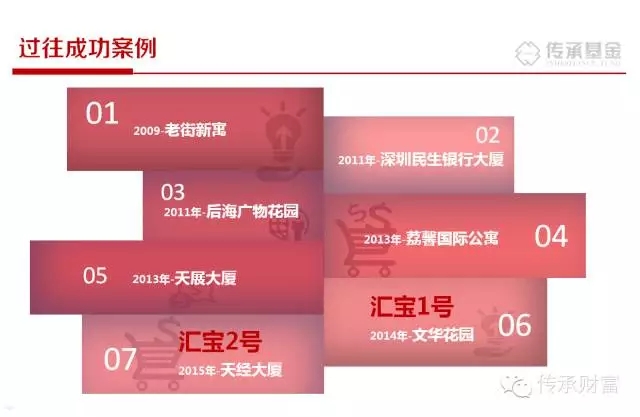 过往成功案例
传承基金
01
2009-老街新寓
02
2011年-深圳民生银行大厦
03
2011年-后海广物花园
2013年-荔馨国际公寓
04
05
2013年-天展大厦
汇宝1号
2014年-文华花园
06
汇宝2号
07
2015年-天经大厦
传承财富